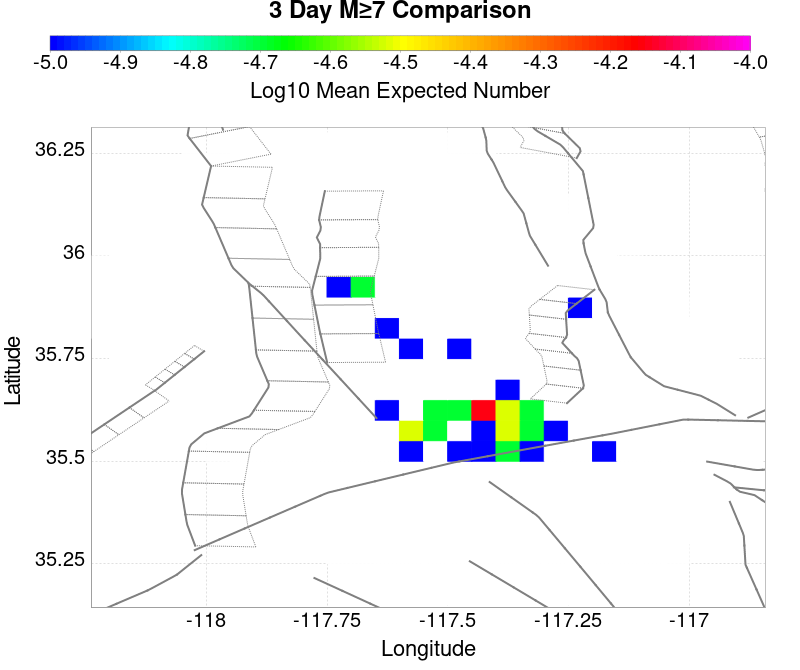 3 Day M≥7 Comparison
-5.0 -4.9 -4.8 -4.7 -4.6 -4.5 -4.4 -4.3 -4.2 -4.1 -4.0
Log10 Mean Expected Number
36.25
36
35.75
35.5
35.25
Latitude
-118 -117.75 -117.5 -117.25 -117
Longitude